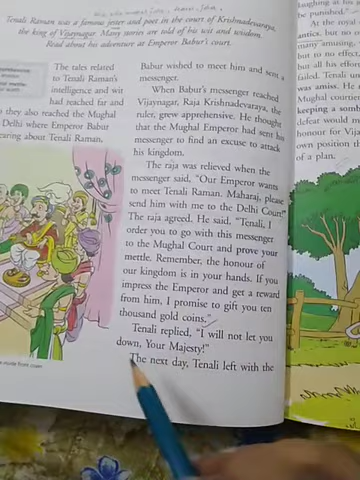 Tenali Raman was a famous jester and poet in the court of Krishnadevaraya,
the king of Vijaynagar. Many stories are told of his wit and wisdom.
Read about his adventure at Emperor Babur's court.
The tales related
to Tenali Raman's
intelligence and wit
had reached far and
they also reached the Mughal
Delhi where Emperor Babur
earing about Tenali Raman,
Babur wished to meet him and sent a
messenger.
When Babur's messenger reached
Vijaynagar, Raja Krishnadevaraya, the
ruler, grew apprehensive. He thought
that the Mughal Emperor had sent his
messenger to find an excuse to attack
his kingdom.
The raja was relieved when the
messenger said, "Our Emperor wants
to meet Tenali Raman. Maharaj, please
send him with me to the Delhi Court!"
The raja agreed. He said, "Tenali, I
order you to go with this messenger
to the Mughal Court and prove your
mettle. Remember, the honour of
our kingdom is in your hands. If you
impress the Emperor and get a reward
from him, I promise to gift you ten
thousand gold coins."
Tenali replied, "I will not let you
down, Your Majesty!"
The next day, Tenali left with the
laughing at his
be punished."
At the roya
antics, but no o
many amusing
but to no effect.
all his effor
failed. Tenali un
was amiss. He
Mughal courtier
keeping a somb
defeat would m
honour for Vijay
own position th
of a plan.